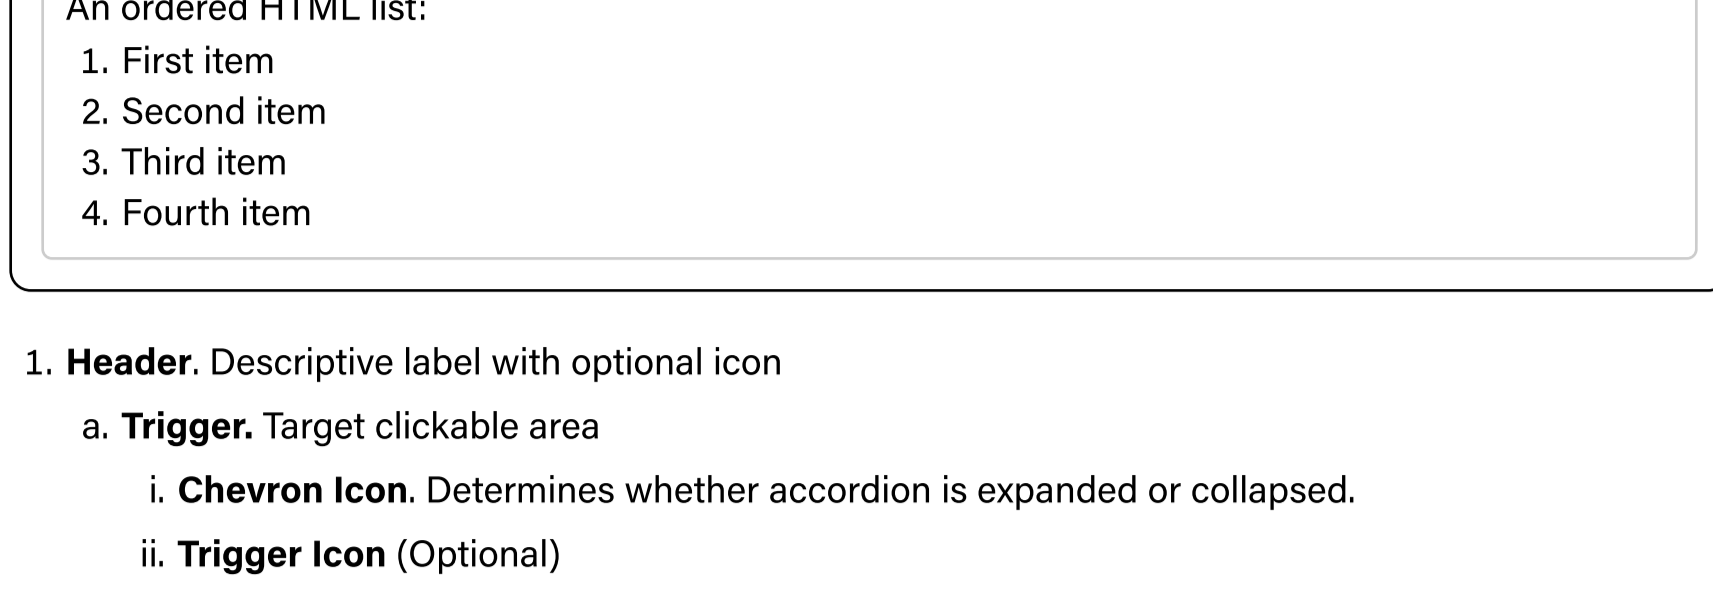 An ordered HTML list:
1. First item
2. Second item
3. Third item
4. Fourth item
1. Header. Descriptive label with optional icon
a. Trigger. Target clickable area
i. Chevron Icon. Determines whether accordion is expanded or collapsed.
ii. Trigger Icon (Optional)